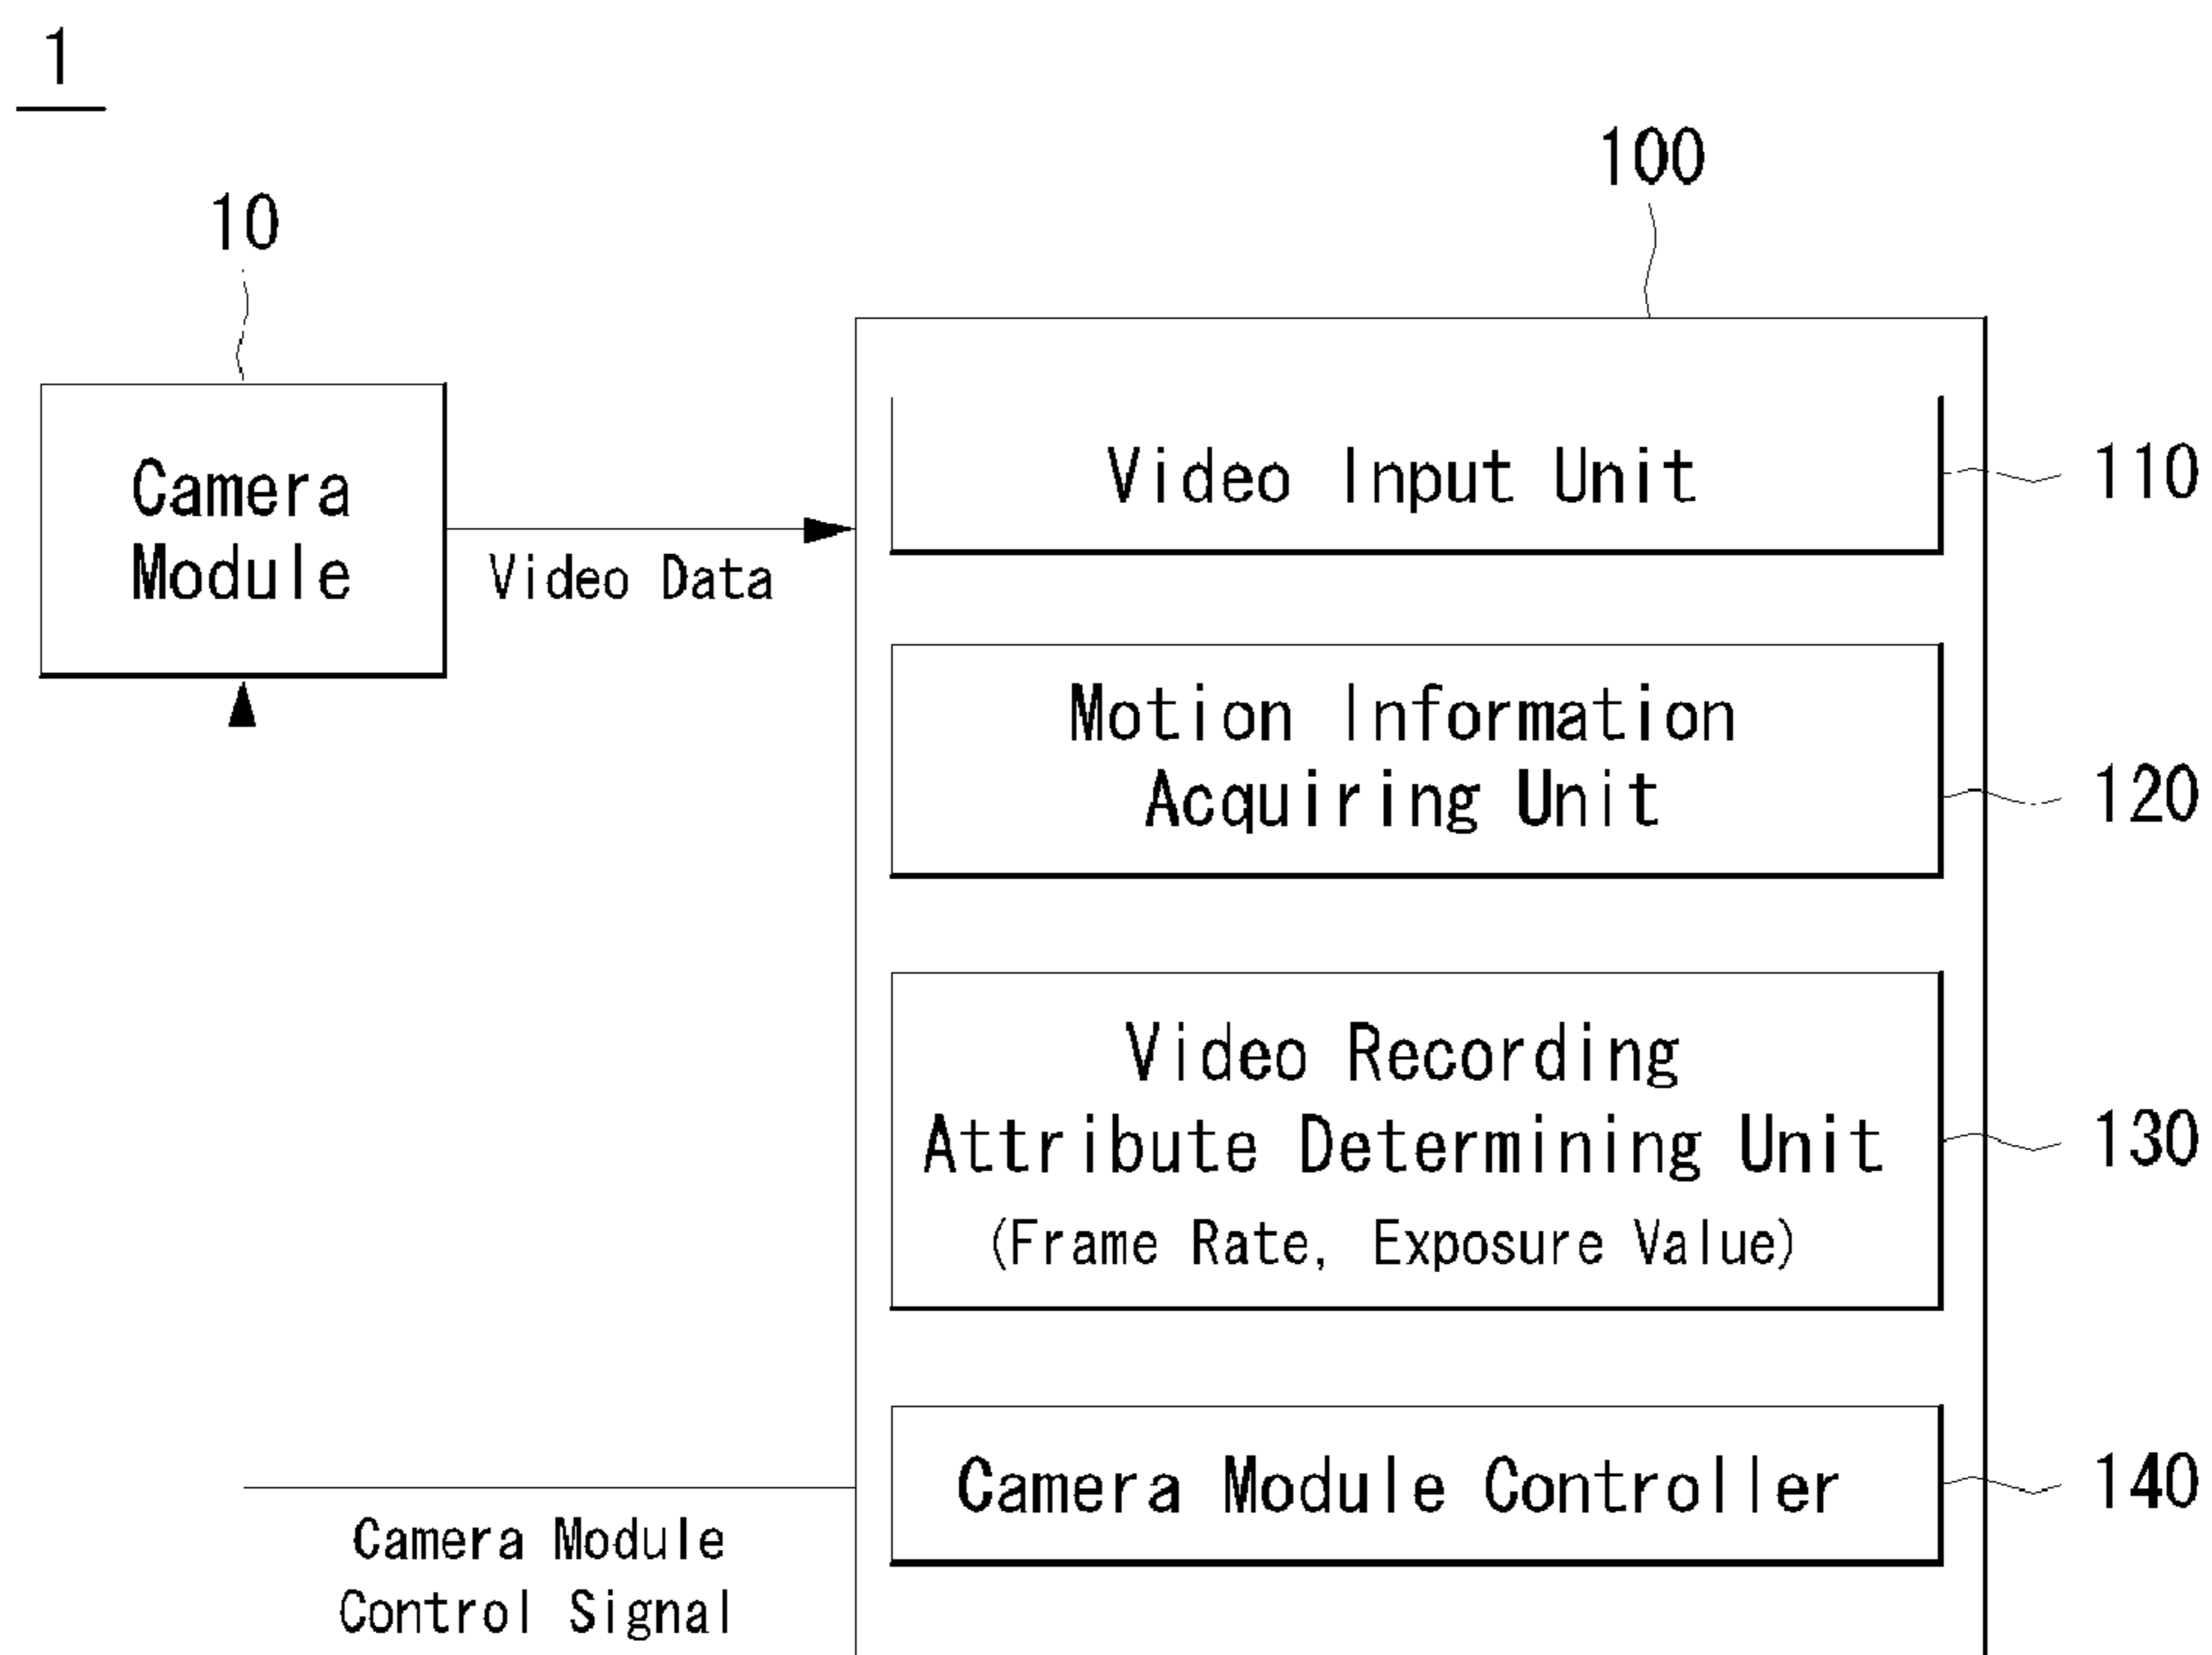 1
100
10
Camera
Module
Video Data
Video Input Unit
110
Motion Information
Acquiring Unit
120
Video Recording
Attribute Determining Unit
(Frame Rate, Exposure Value)
130
Camera Module Controller
140
Camera Module
Control Signal